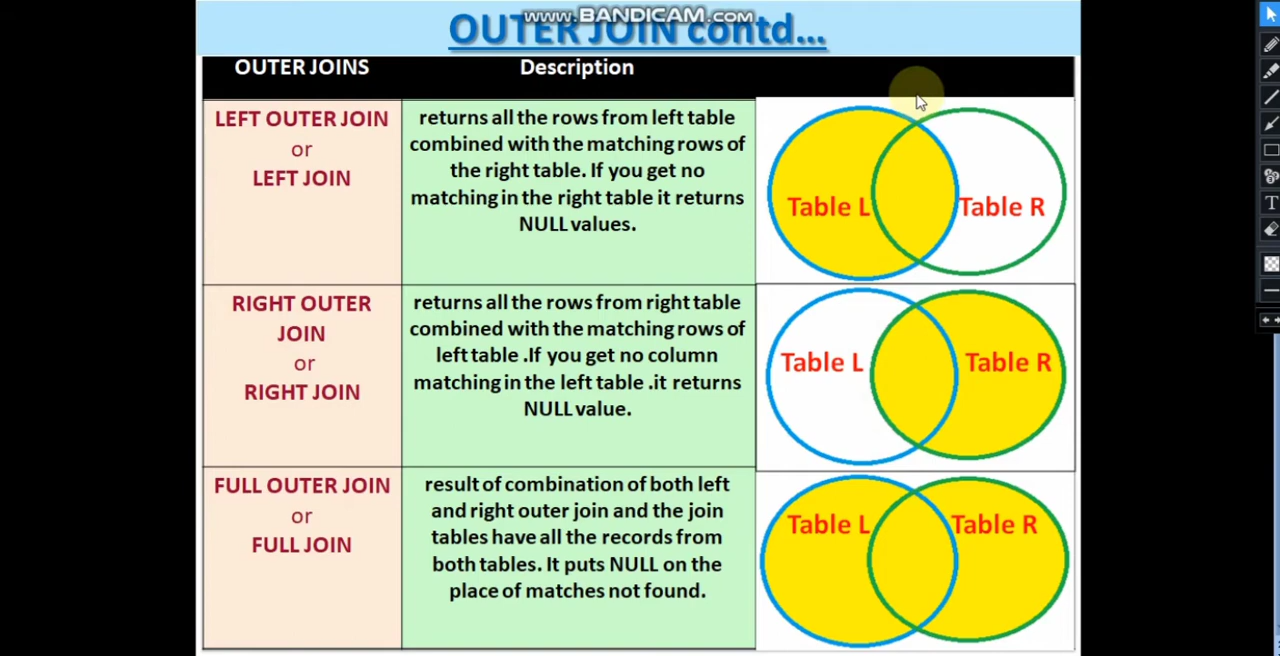 www.BANDICAM.com
OUTER JOIN contd...
OUTER JOINS
Description
LEFT OUTER JOIN
or
LEFT JOIN
returns all the rows from left table
combined with the matching rows of
the right table. If you get no
matching in the right table it returns
NULL values.
Table L
Table R
RIGHT OUTER
JOIN
or
RIGHT JOIN
returns all the rows from right table
combined with the matching rows of
left table .If you get no column
matching in the left table .it returns
NULL value.
Table L
Table R
FULL OUTER JOIN
or
FULL JOIN
result of combination of both left
and right outer join and the join
tables have all the records from
both tables. It puts NULL on the
place of matches not found.
Table L
Table R
T